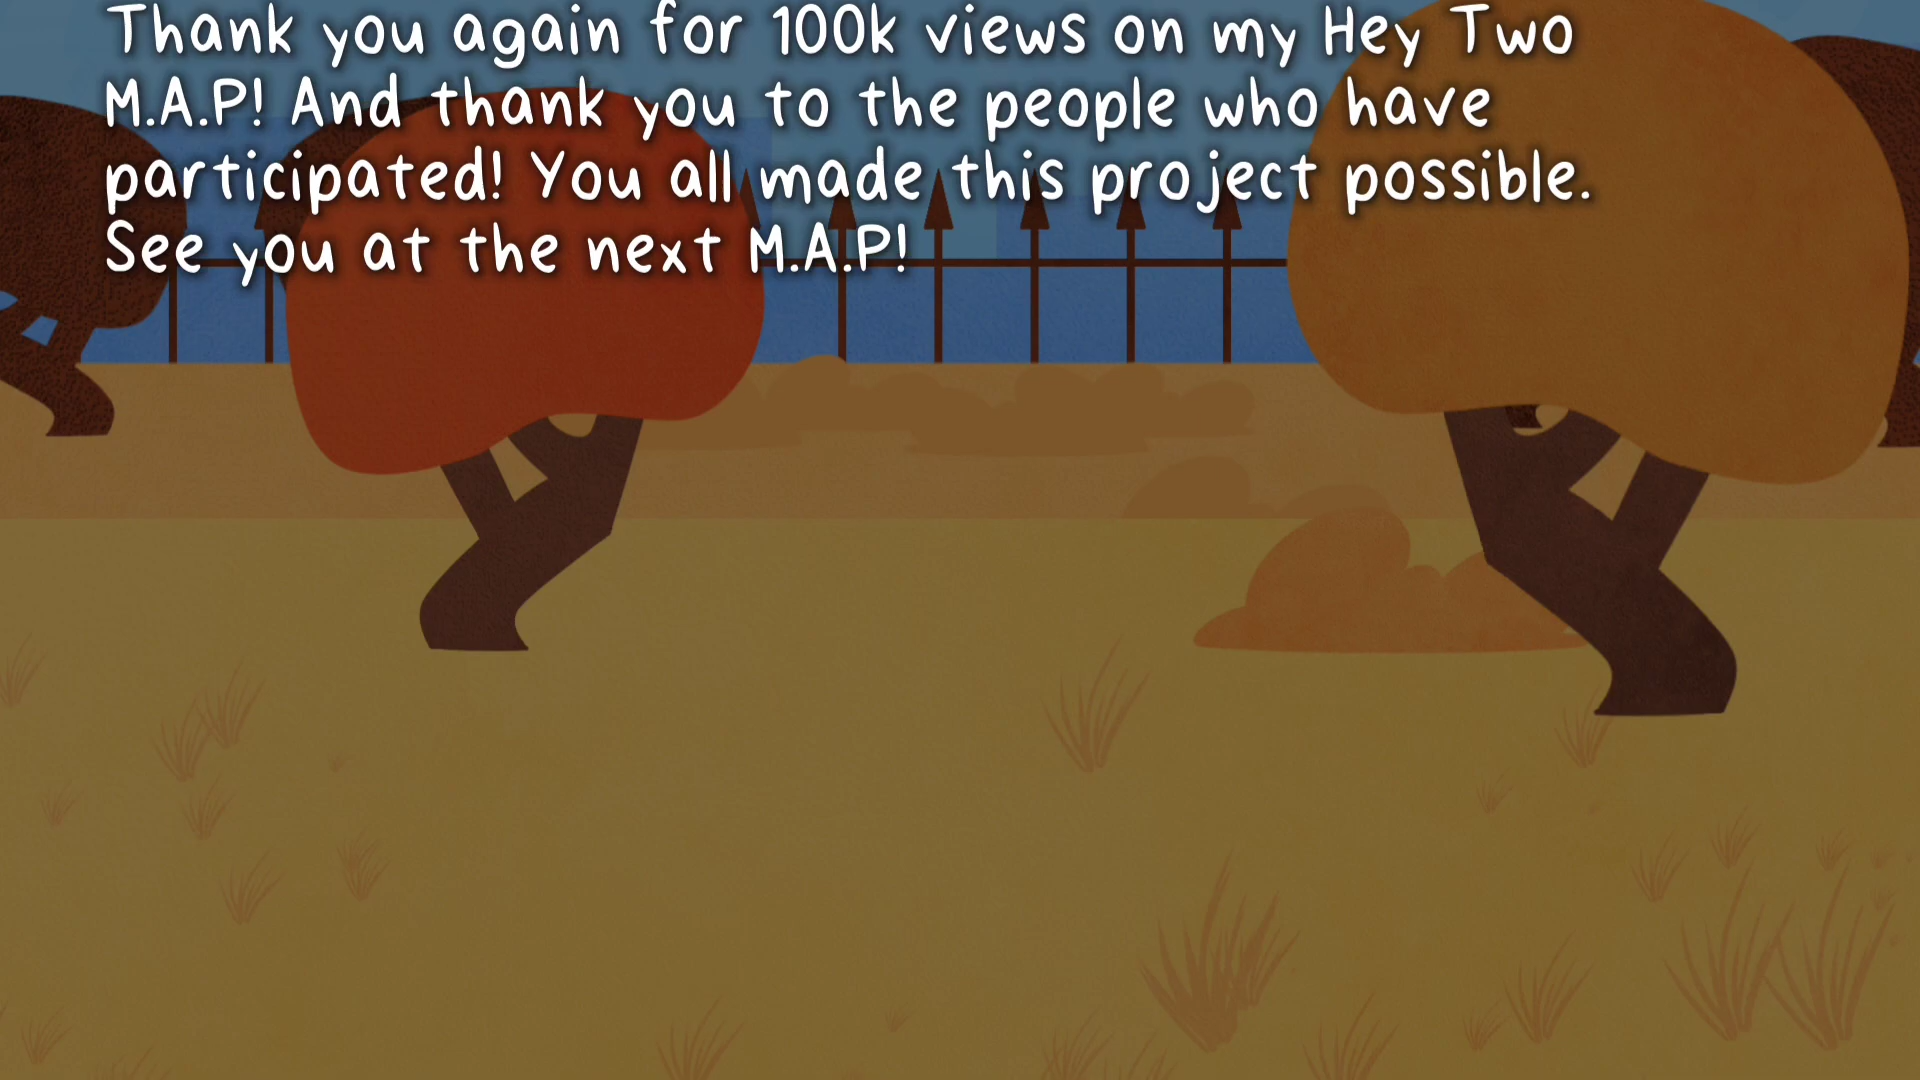 Thank you again for 100k views on my Hey Two
M.A.P! And thank you to the people who have
participated! You all made this project possible.
See you at the next M.A.P!